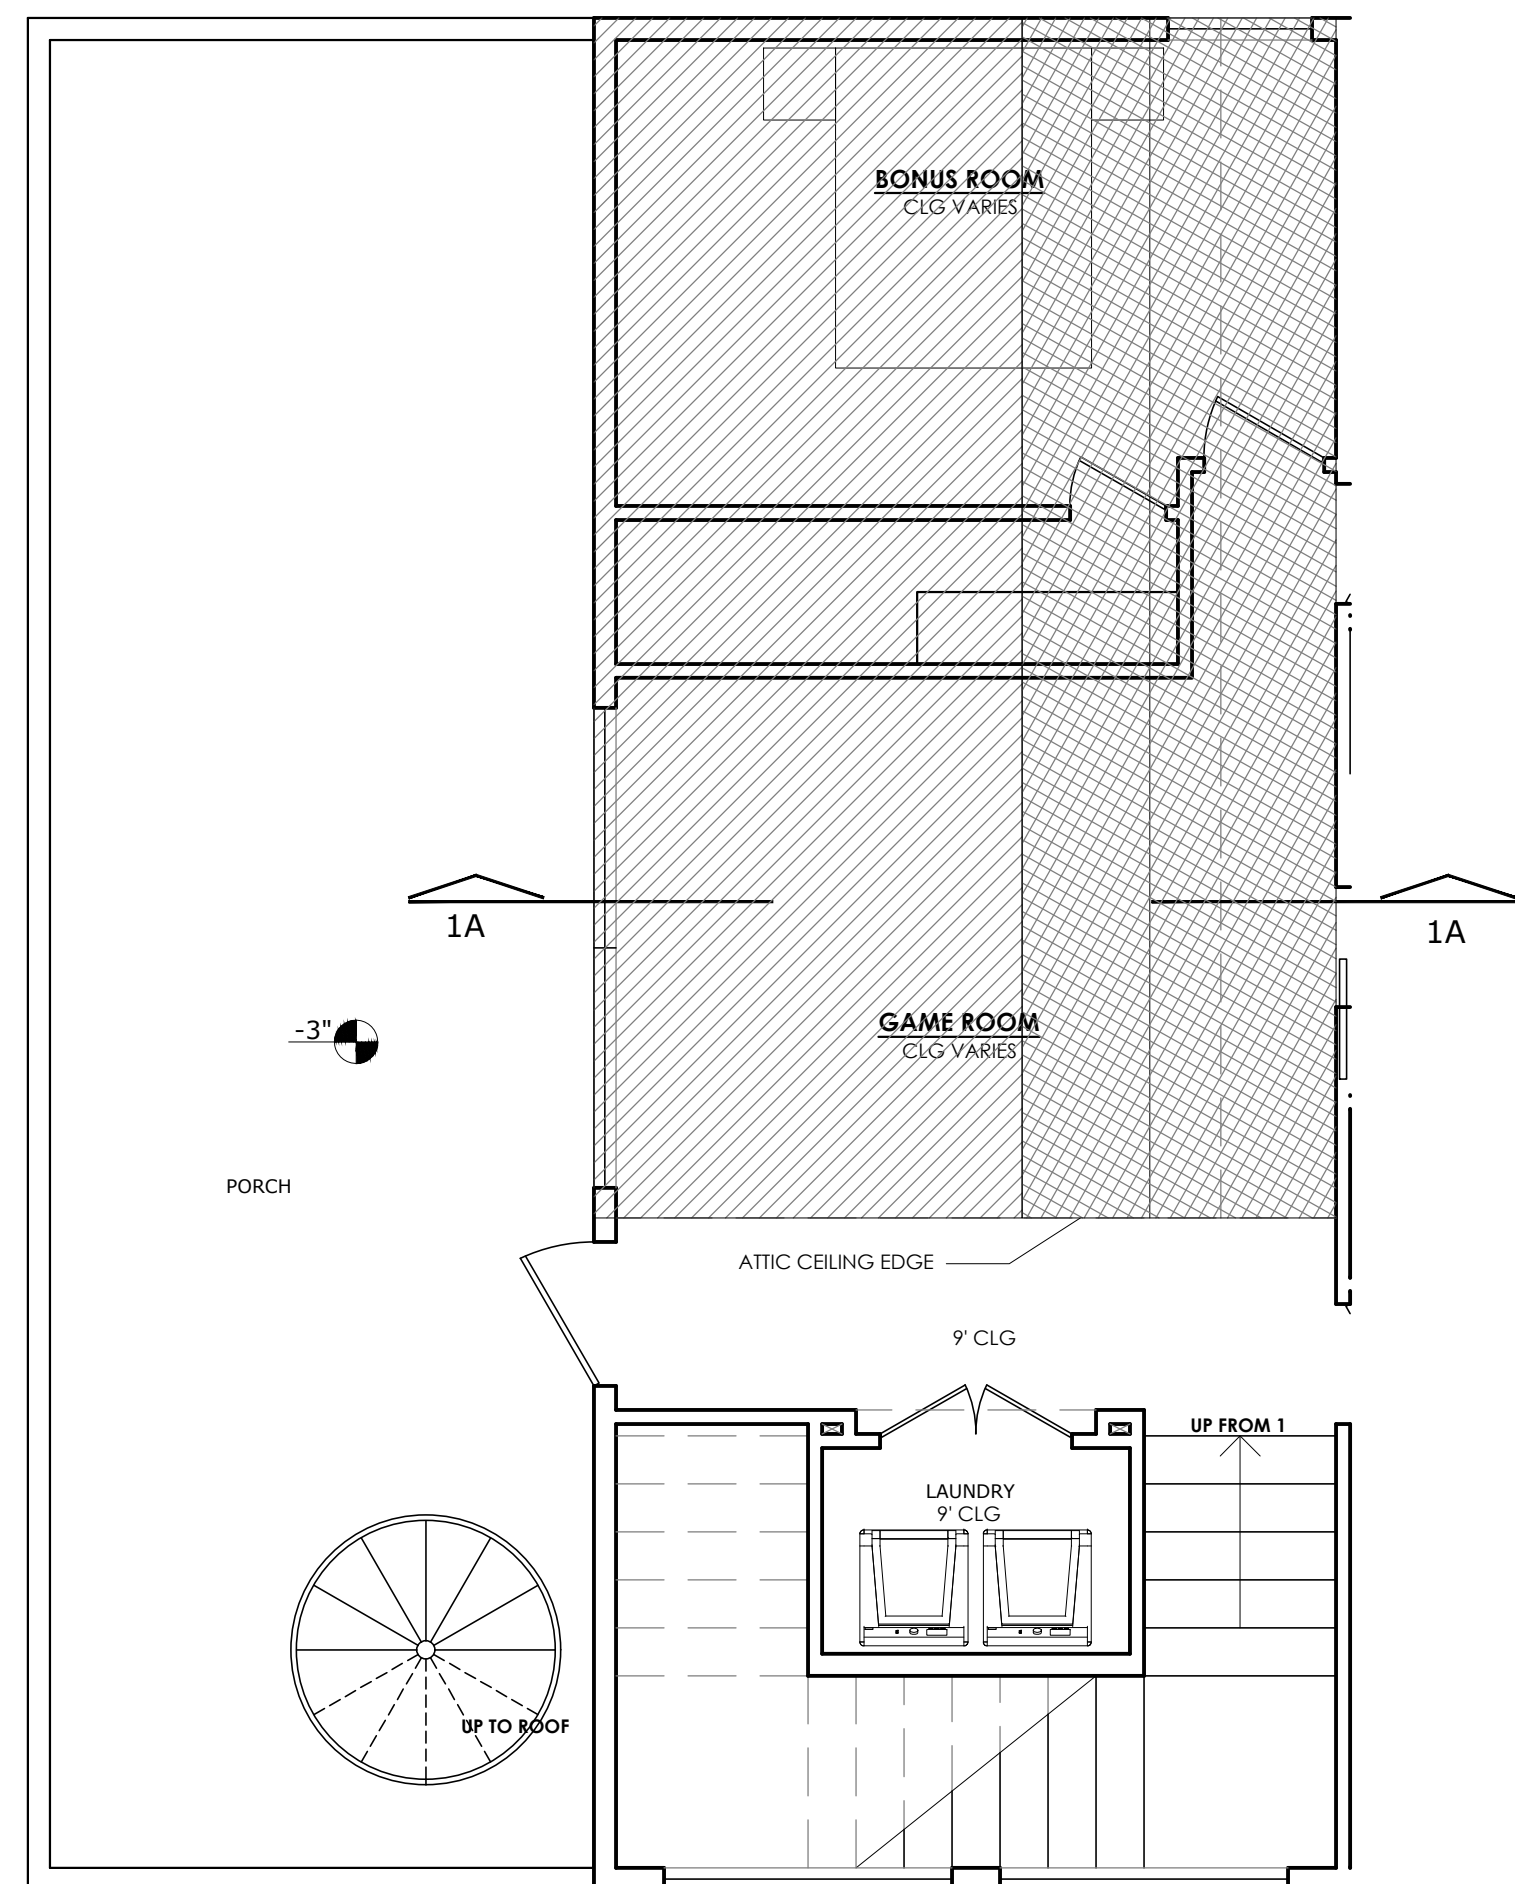 BONUS ROOM
CLG VARIES
1A
1A
-3"
GAME ROOM
CLG VARIES
PORCH
ATTIC CEILING EDGE
9' CLG
UP FROM 1
LAUNDRY
9' CLG
UP TO ROOF